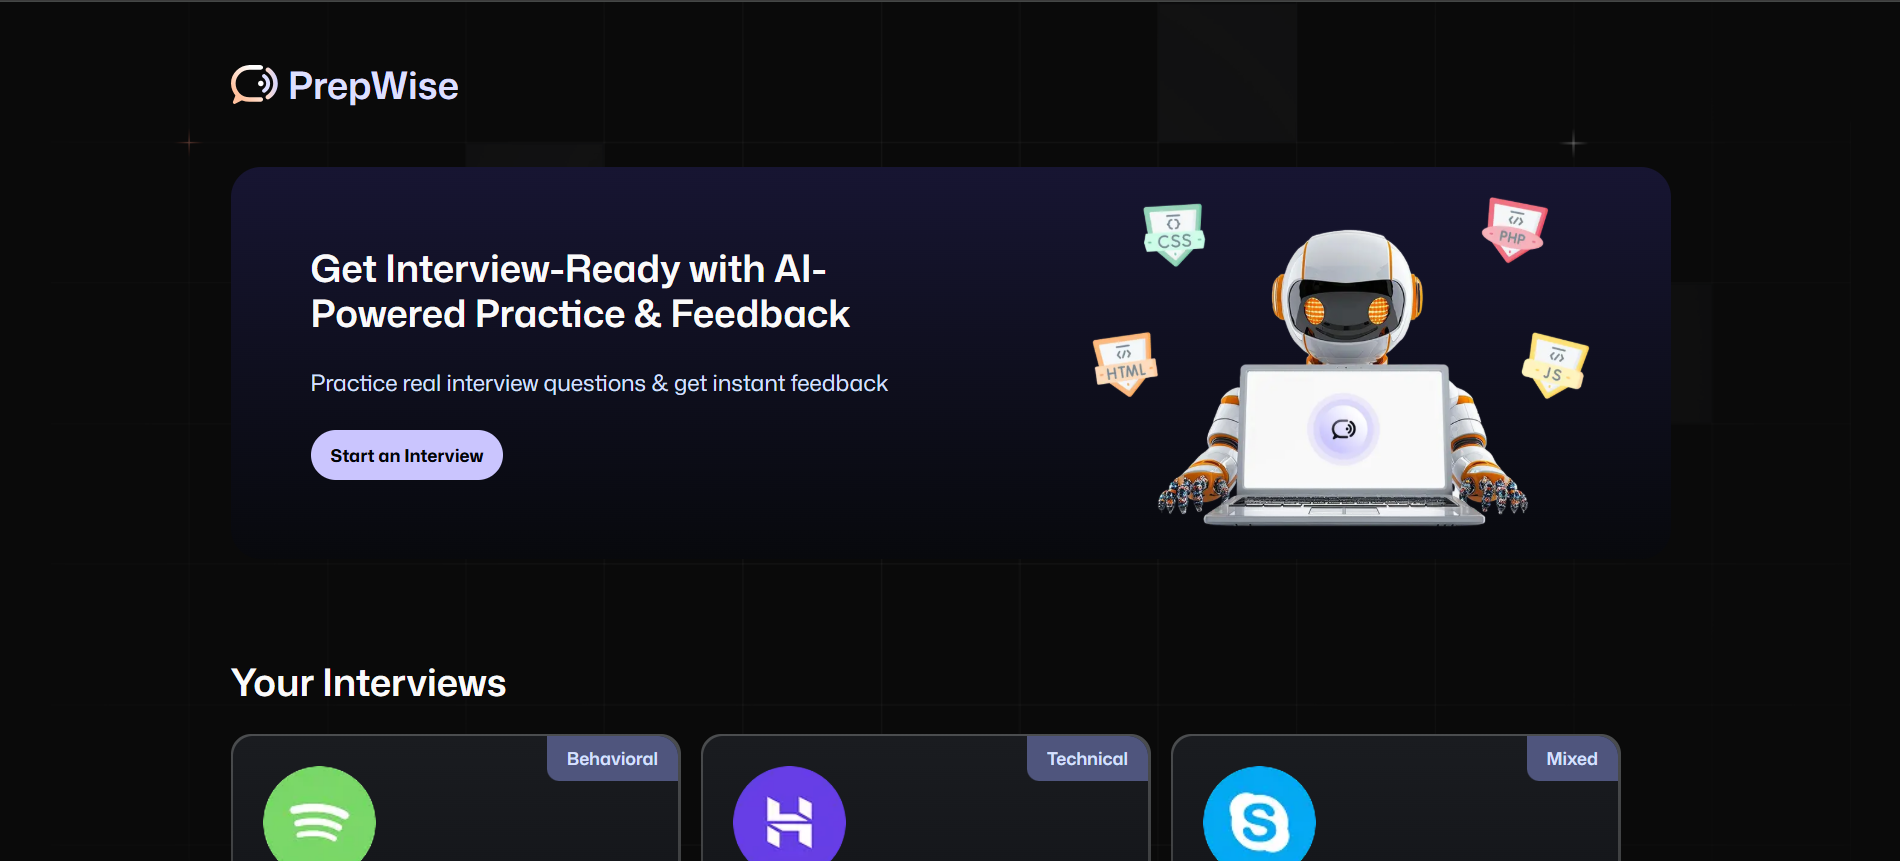 PrepWise
Get Interview-Ready with AI-
Powered Practice & Feedback
Practice real interview questions & get instant feedback
Start an Interview
CSS
PHP
HTML
JS
Your Interviews
Behavioral
Technical
Mixed